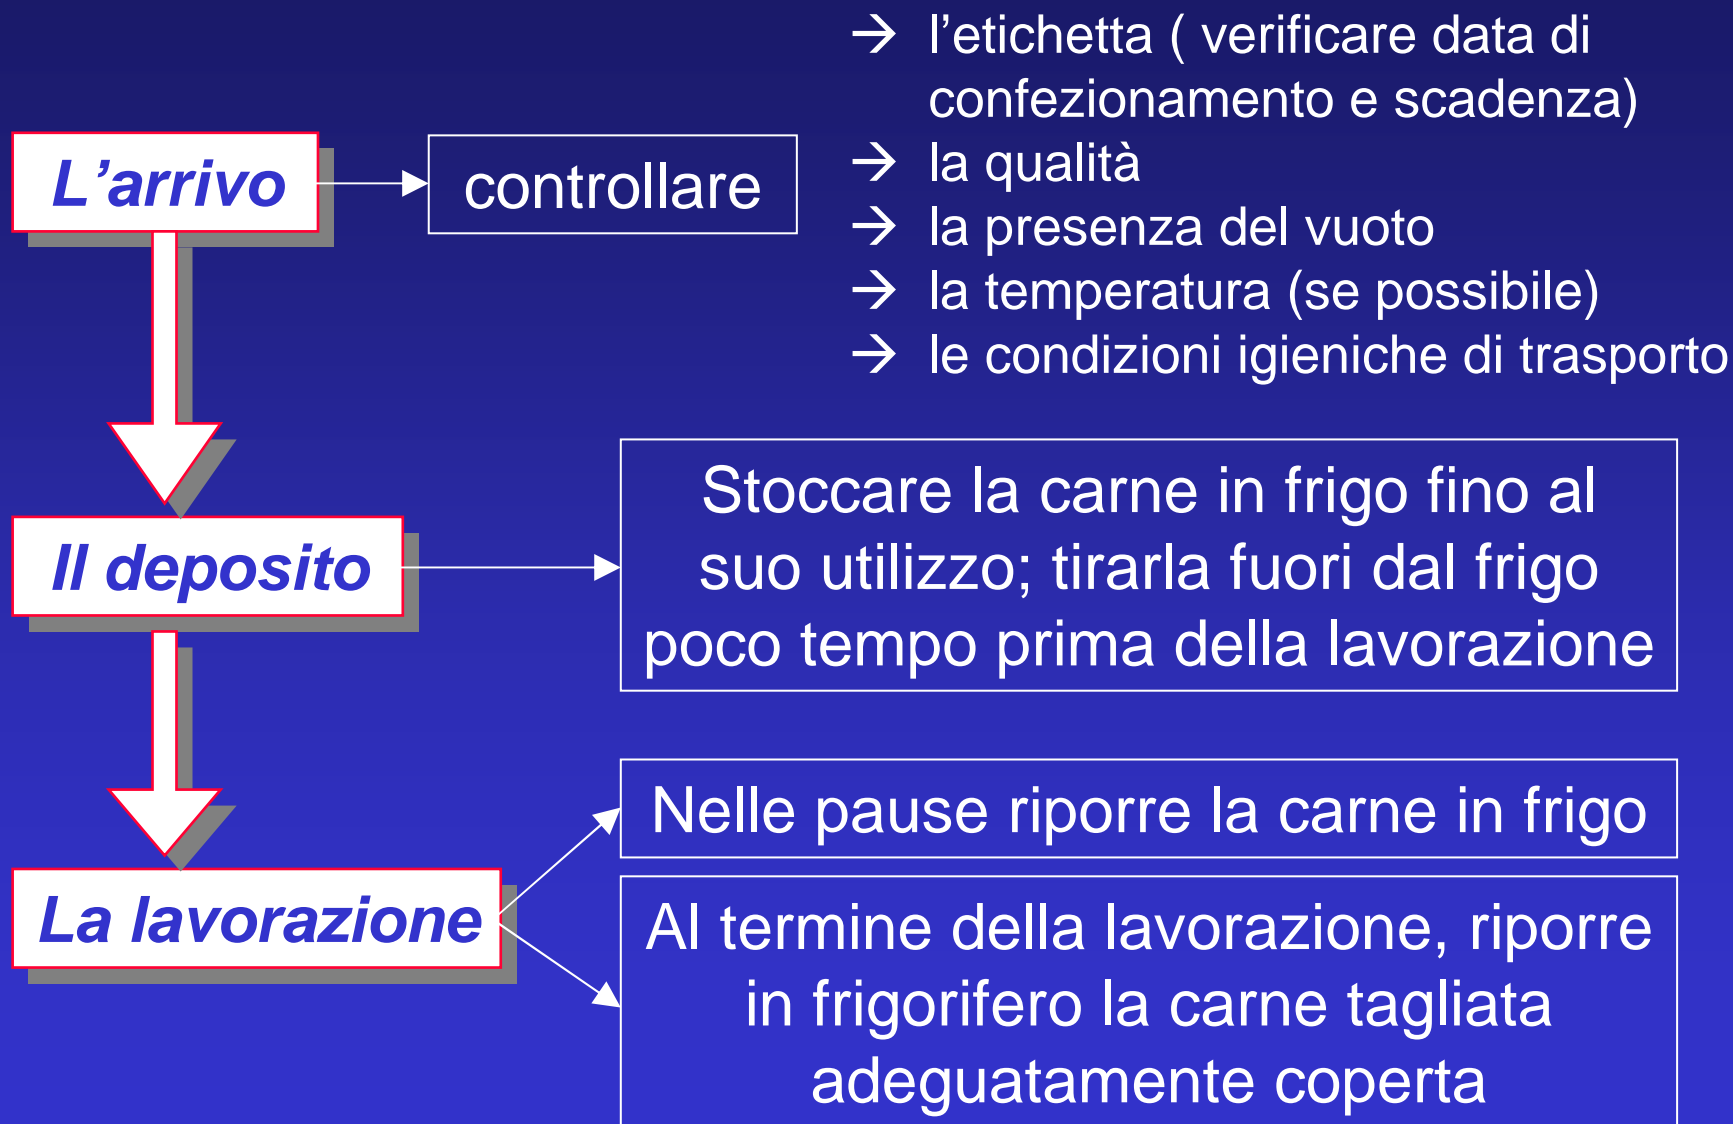 → l’etichetta ( verificare data di
confezionamento e scadenza)
L’arrivo
controllare
→ la qualità
→ la presenza del vuoto
→ la temperatura (se possibile)
→ le condizioni igieniche di trasporto
Il deposito
Stoccare la carne in frigo fino al
suo utilizzo; tirarla fuori dal frigo
poco tempo prima della lavorazione
La lavorazione
Nelle pause riporre la carne in frigo
Al termine della lavorazione, riporre
in frigorifero la carne tagliata
adeguatamente coperta